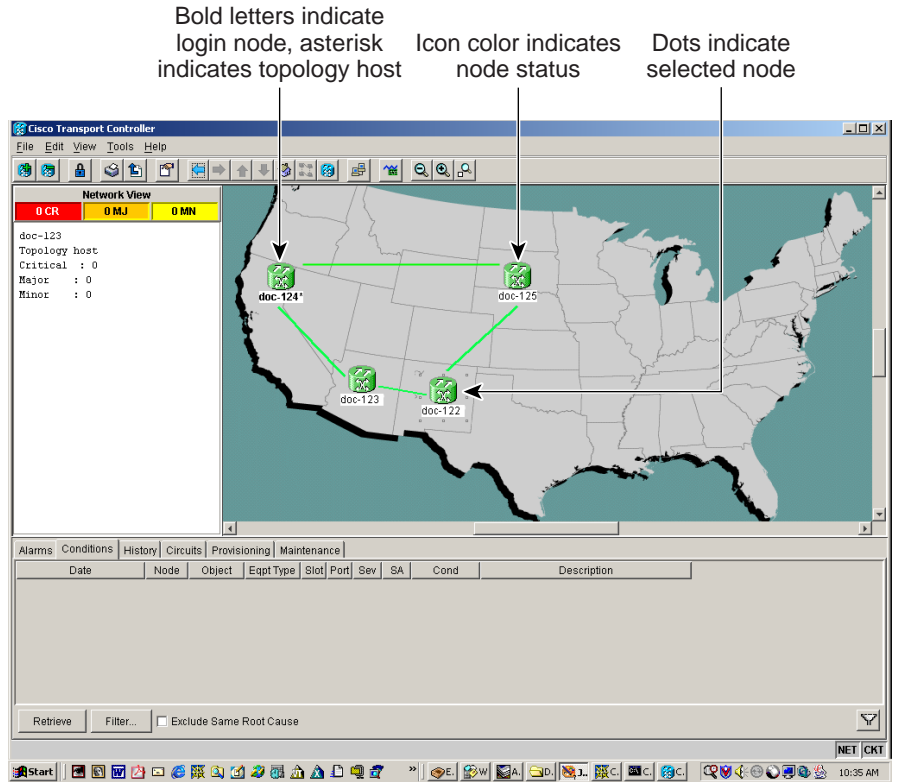 Bold letters indicate
login node, asterisk
indicates topology host
Icon color indicates
node status
Dots indicate
selected node
Cisco Transport Controller
File Edit View Tools Help
Network View
0 CR 0 MJ 0 MN
doc-123
Topology host
Critical : 0
Major : 0
Minor : 0
doc-124*
doc-125
doc-123
doc-122
Alarms Conditions History Circuits Provisioning Maintenance
Date Node Object Eqpt Type Slot Port Sev SA Cond Description
Retrieve Filter... Exclude Same Root Cause
NET CKT
Start » E. W A. D. J.. C. C. C. 10:35 AM